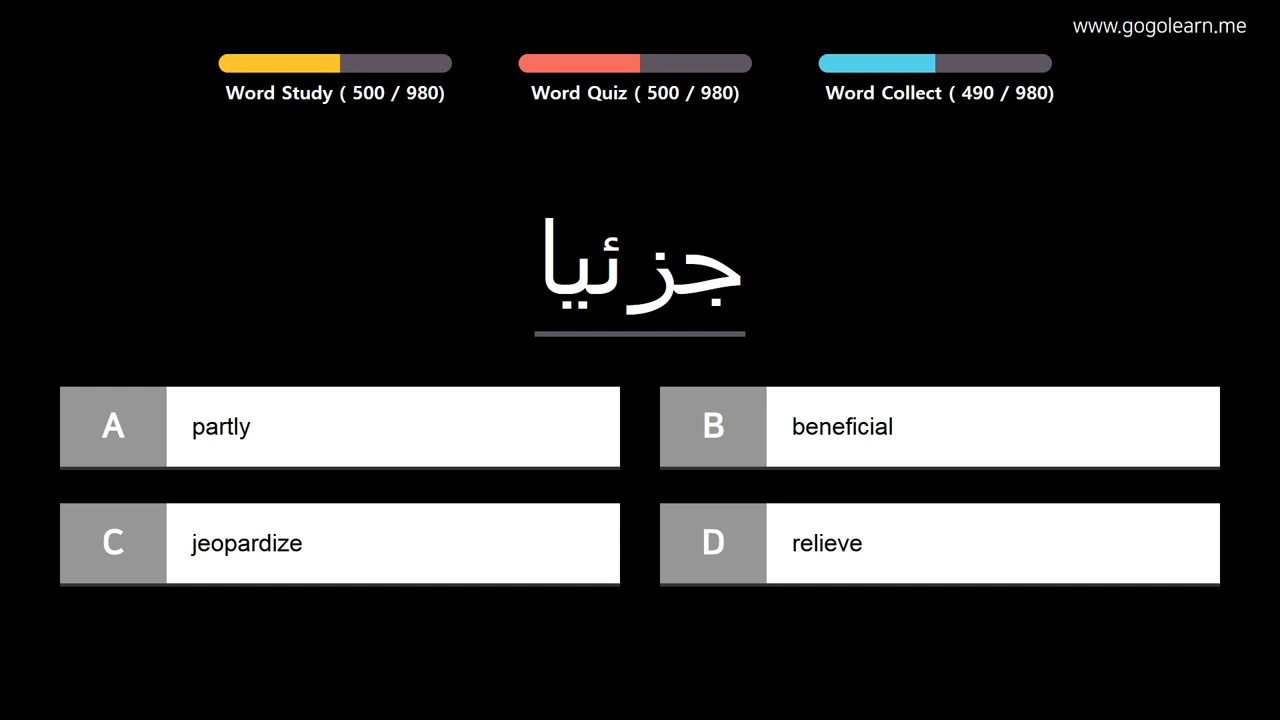 www.gogolearn.me
Word Study ( 500 / 980)
Word Quiz ( 500 / 980)
Word Collect ( 490 / 980)
جزئيا
A partly
B beneficial
C jeopardize
D relieve